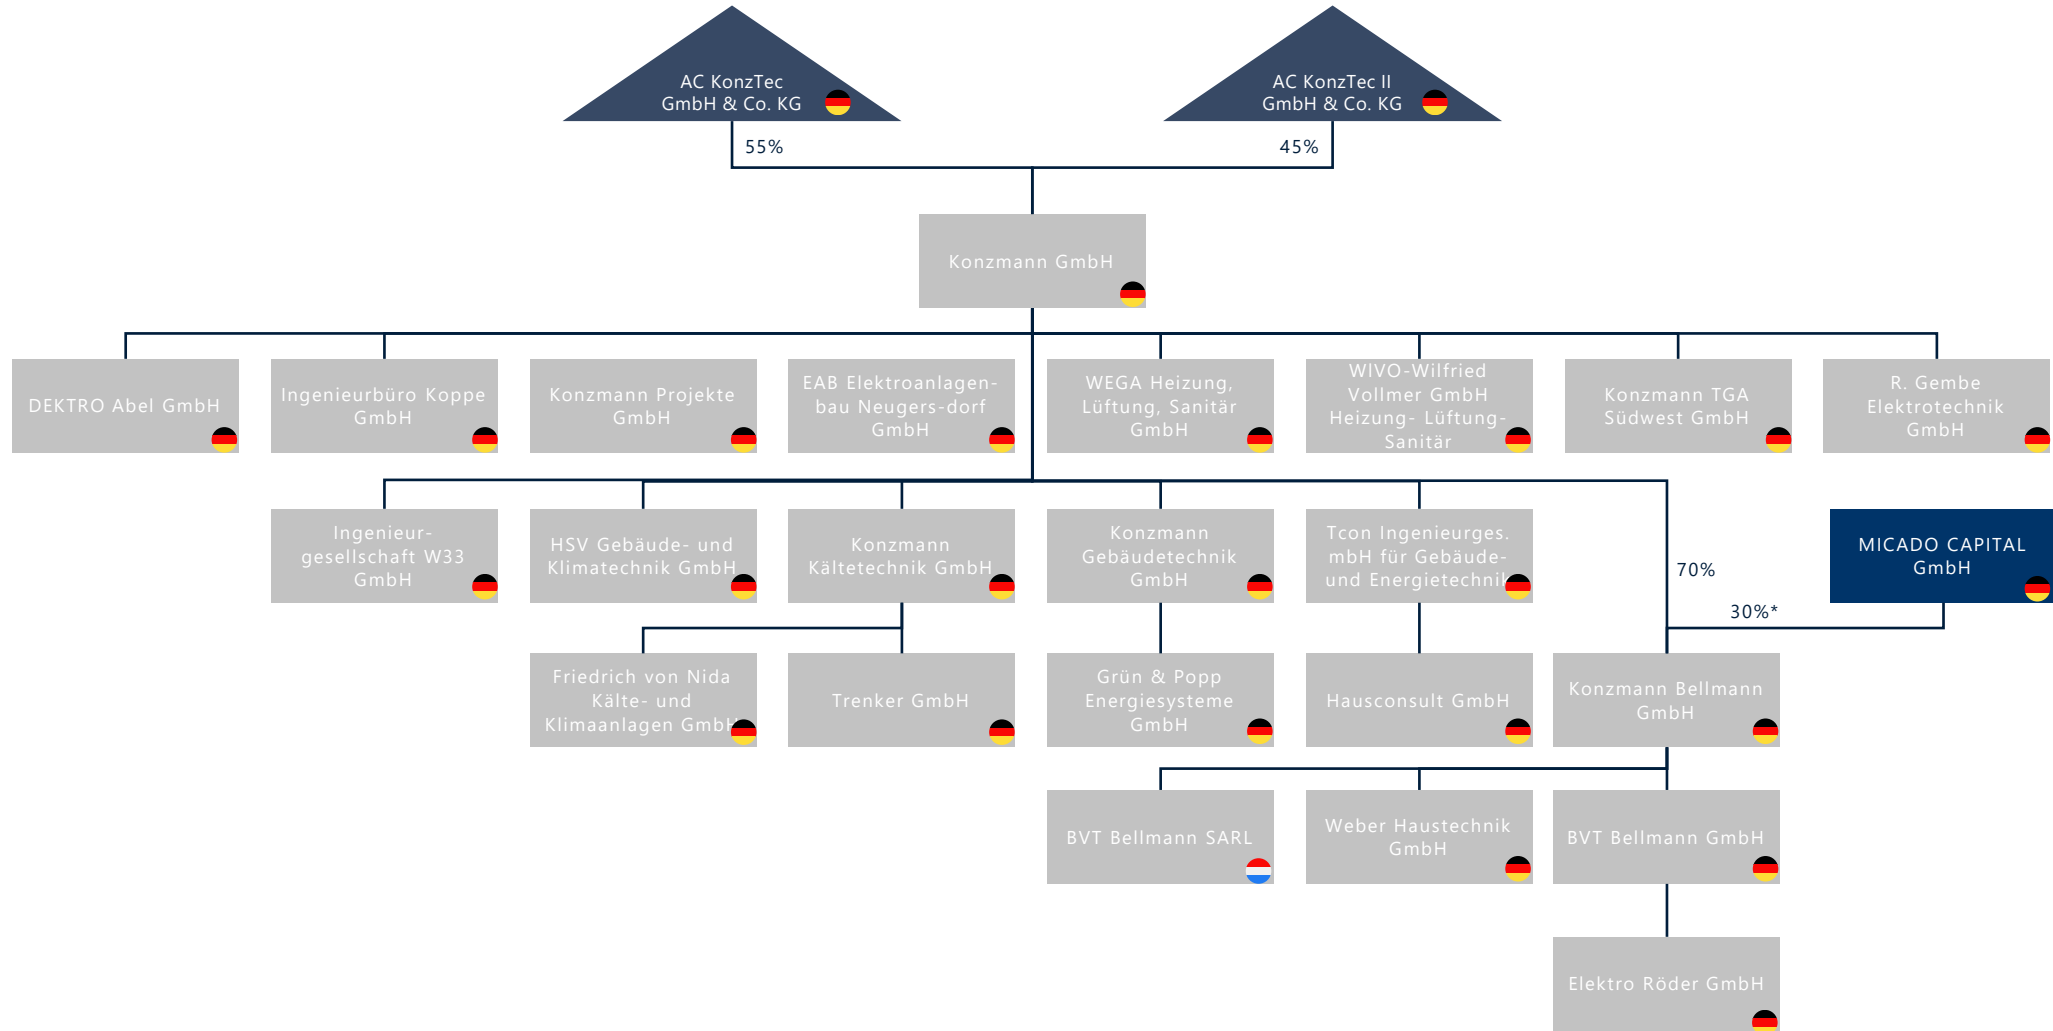 AC KonzTec
GmbH & Co. KG
AC KonzTec II
GmbH & Co. KG
55%
45%
Konzmann GmbH
DEKTRO Abel GmbH
Ingenieurbüro Koppe
GmbH
Konzmann Projekte
GmbH
EAB Elektroanlagen-
bau Neugers-dorf
GmbH
WEGA Heizung,
Lüftung, Sanitär
GmbH
WIVO-Wilfried
Vollmer GmbH
Heizung- Lüftung-
Sanitär
Konzmann TGA
Südwest GmbH
R. Gembe
Elektrotechnik
GmbH
Ingenieur-
gesellschaft W33
GmbH
HSV Gebäude- und
Klimatechnik GmbH
Konzmann
Kältetechnik GmbH
Konzmann
Gebäudetechnik
GmbH
Tcon Ingenieurges.
mbH für Gebäude-
und Energietechnik
70%
MICADO CAPITAL
GmbH
30%*
Friedrich von Nida
Kälte- und
Klimaanlagen GmbH
Trenker GmbH
Grün & Popp
Energiesysteme
GmbH
Hausconsult GmbH
Konzmann Bellmann
GmbH
BVT Bellmann SARL
Weber Haustechnik
GmbH
BVT Bellmann GmbH
Elektro Röder GmbH